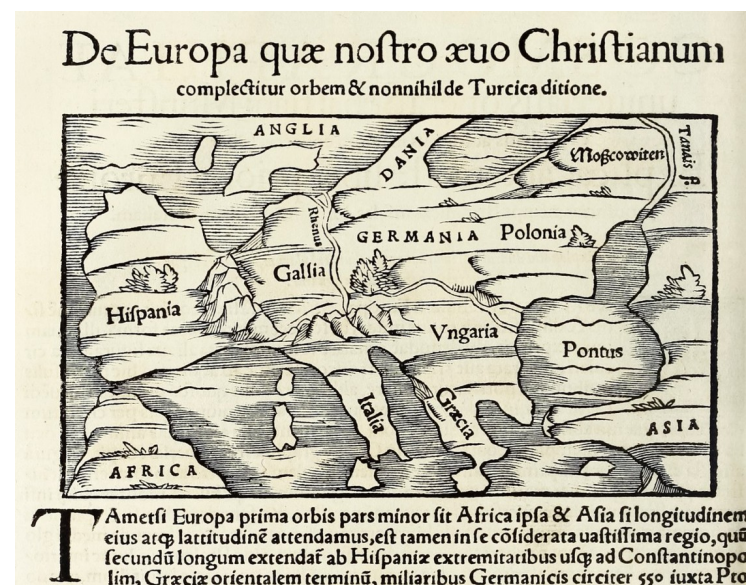 De Europa quæ noſtro æuo Chriſtianum
complectitur orbem & nonnihil de Turcica ditione.
ANGLIA
DANIA
Moſcowiten
Tanais fl.
Rhenus
GERMANIA
Polonia
Gallia
Hiſpania
Vngaria
Pontus
Italia
Græcia
ASIA
AFRICA
TAmetſi Europa prima orbis pars minor ſit Africa ipſa & Aſia ſi longitudinem
eius atqꝫ lattitudinē attendamus, eſt tamen in ſe cōſiderata uaſtiſſima regio, quū
ſecundū longum extendat᷑ ab Hiſpaniæ extremitatibus uſqꝫ ad Conſtantinopo
lim, Græciæ orientalem terminū, miliaribus Germanicis circiter 550 iuxta Pto